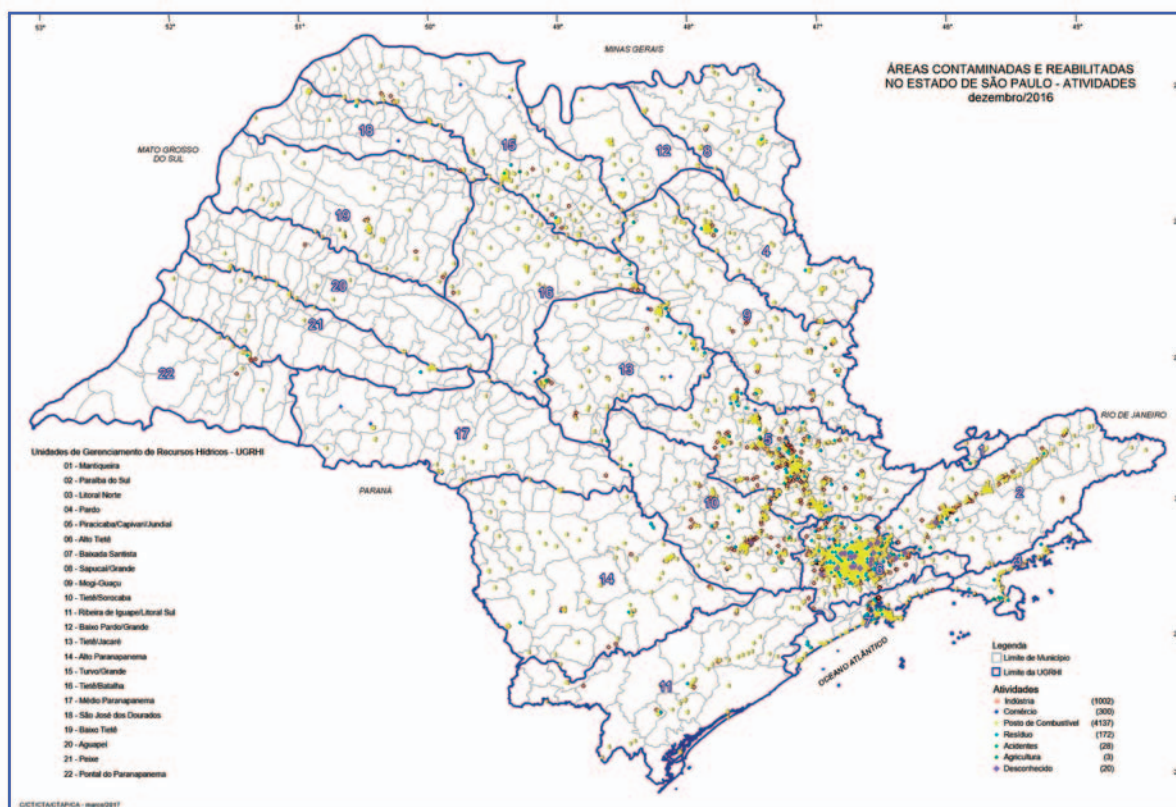 53° 52° 51° 50° 49° 48° 47° 46° 45°
MINAS GERAIS
ÁREAS CONTAMINADAS E REABILITADAS
NO ESTADO DE SÃO PAULO - ATIVIDADES
dezembro/2016
MATO GROSSO
DO SUL
18
15
12
8
19
4
20
16
9
21
13
22
RIO DE JANEIRO
17
5
1
10
2
PARANÁ
6
3
14
11
OCEANO ATLÂNTICO
Unidades de Gerenciamento de Recursos Hídricos - UGRHI
01 - Mantiqueira
02 - Paraíba do Sul
03 - Litoral Norte
04 - Pardo
05 - Piracicaba/Capivari/Jundiaí
06 - Alto Tietê
07 - Baixada Santista
08 - Sapucaí/Grande
09 - Mogi-Guaçu
10 - Tietê/Sorocaba
11 - Ribeira de Iguape/Litoral Sul
12 - Baixo Pardo/Grande
13 - Tietê/Jacaré
14 - Alto Paranapanema
15 - Turvo/Grande
16 - Tietê/Batalha
17 - Médio Paranapanema
18 - São José dos Dourados
19 - Baixo Tietê
20 - Aguapeí
21 - Peixe
22 - Pontal do Paranapanema
Legenda
Limite de Município
Limite da UGRHI
Atividades
Indústria (1002)
Comércio (300)
Posto de Combustível (4137)
Resíduo (172)
Acidentes (28)
Agricultura (3)
Desconhecido (20)